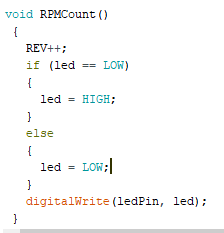 void RPMCount()
{
REV++;
if (led == LOW)
{
led = HIGH;
}
else
{
led = LOW;
}
digitalWrite(ledPin, led);
}